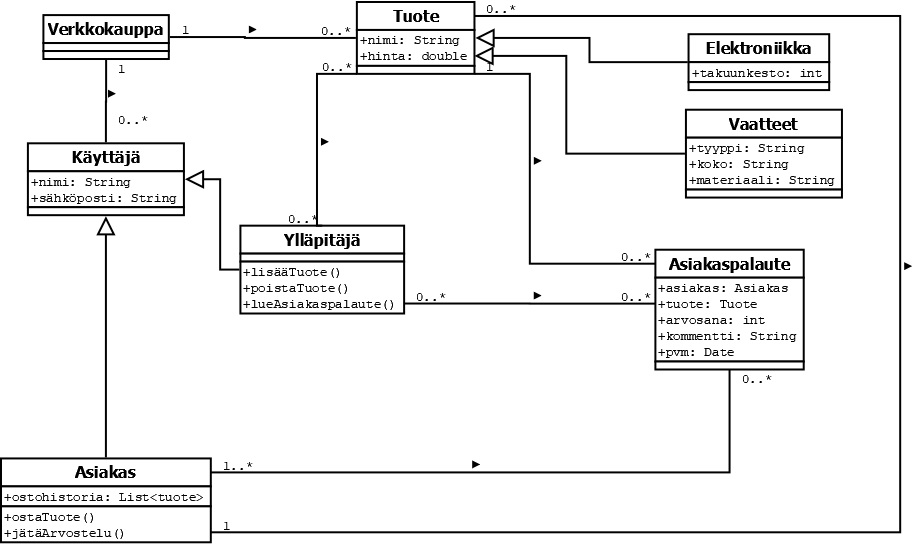 Verkkokauppa
1
0..*
1
0..*
Tuote
+nimi: String
+hinta: double
0..*
0..*
1
Elektroniikka
+takuunkesto: int
Vaatteet
+tyyppi: String
+koko: String
+materiaali: String
Käyttäjä
+nimi: String
+sähköposti: String
0..*
Ylläpitäjä
+lisääTuote()
+poistaTuote()
+lueAsiakaspalaute()
0..*
0..*
0..*
Asiakaspalaute
+asiakas: Asiakas
+tuote: Tuote
+arvosana: int
+kommentti: String
+pvm: Date
0..*
Asiakas
+ostohistoria: List<tuote>
+ostaTuote()
+jätäArvostelu()
1..*
1